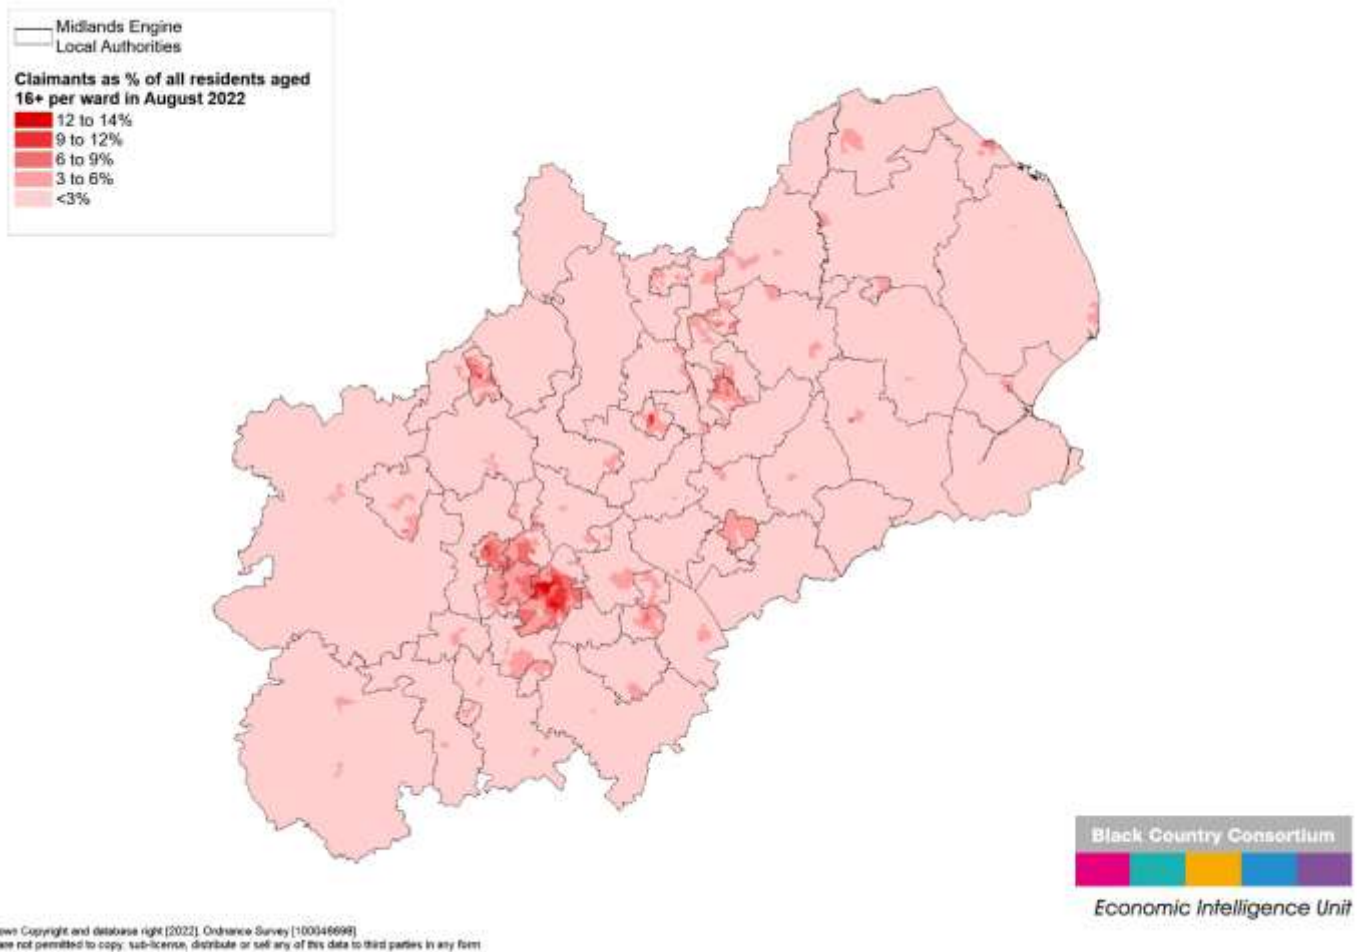 Midlands Engine
Local Authorities
Claimants as % of all residents aged
16+ per ward in August 2022
12 to 14%
9 to 12%
6 to 9%
3 to 6%
<3%
Black Country Consortium
Economic Intelligence Unit
own Copyright and database right [2022]. Ordnance Survey
are not permitted to copy, sub-license, distribute or sell any of this data to third parties in any form